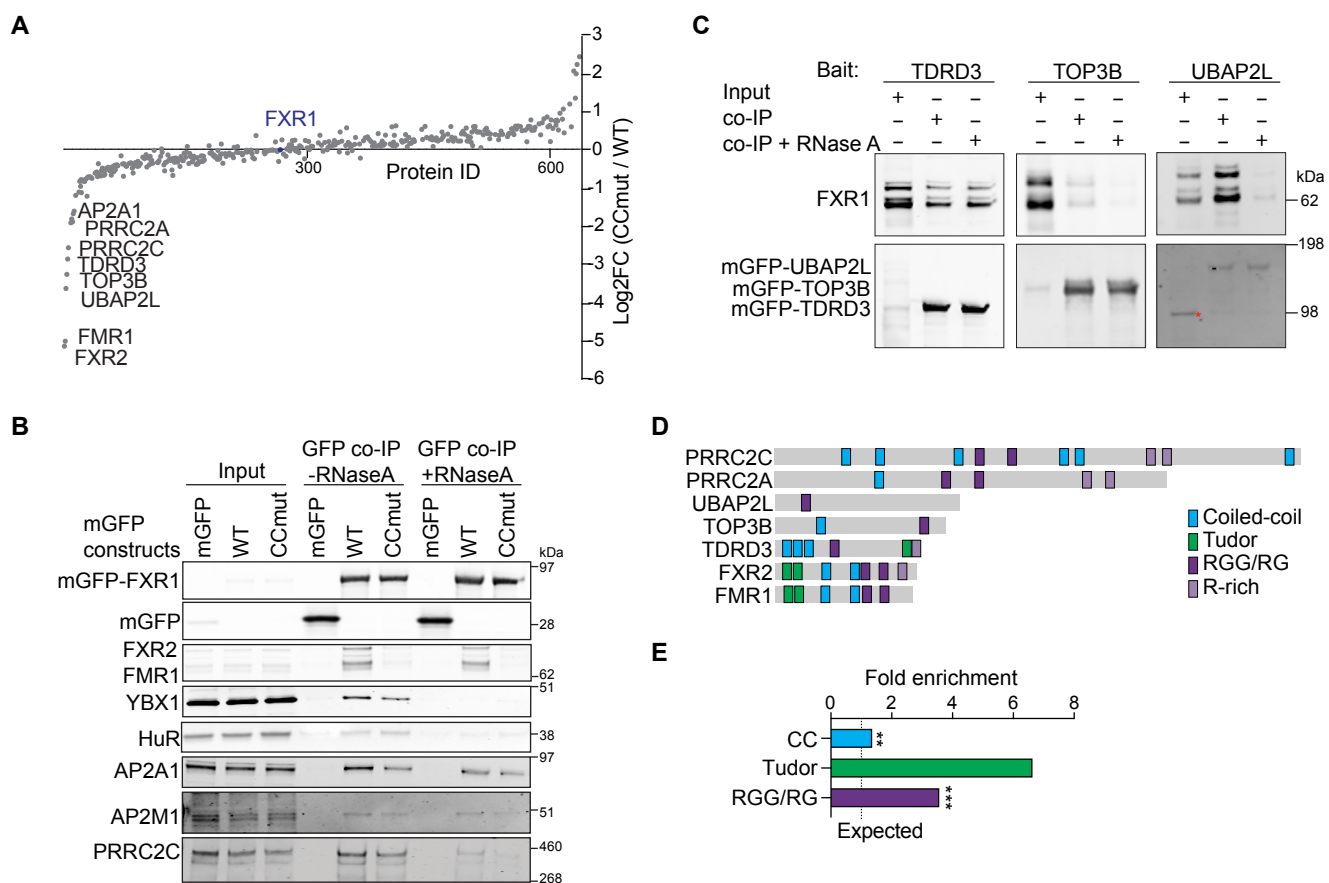 A
FXR1
3
2
1
0
-1
-2
-3
-4
-5
-6
Log2FC (CCmut / WT)
300
Protein ID
600
AP2A1
PRRC2A
PRRC2C
TDRD3
TOP3B
UBAP2L
FMR1
FXR2
B
Input
GFP co-IP -RNaseA
GFP co-IP +RNaseA
mGFP constructs
mGFP WT CCmut mGFP WT CCmut mGFP WT CCmut
kDa
mGFP-FXR1 97
mGFP 28
FXR2
FMR1 62
YBX1 51
HuR 38
AP2A1 97
AP2M1 51
PRRC2C 460
268
C
Bait: TDRD3 TOP3B UBAP2L
Input + – – + – – + – –
co-IP – + – – + – – + –
co-IP + RNase A – – + – – + – – +
kDa
FXR1 62
198
mGFP-UBAP2L
mGFP-TOP3B
mGFP-TDRD3 98
*
D
PRRC2C
PRRC2A
UBAP2L
TOP3B
TDRD3
FXR2
FMR1
Coiled-coil
Tudor
RGG/RG
R-rich
E
Fold enrichment
0 2 4 6 8
CC **
Tudor
RGG/RG ***
Expected